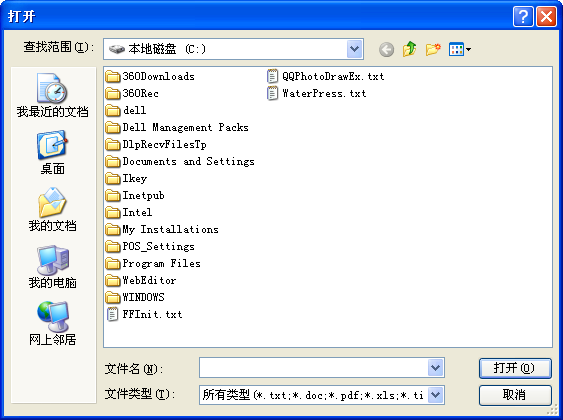 打开
查找范围(I):
本地磁盘 (C:)
我最近的文档
桌面
我的文档
我的电脑
网上邻居
360Downloads
360Rec
dell
Dell Management Packs
DlpRecvFilesTp
Documents and Settings
Ikey
Inetpub
Intel
My Installations
POS_Settings
Program Files
WebEditor
WINDOWS
FFInit.txt
QQPhotoDrawEx.txt
WaterPress.txt
文件名(N):
打开(O)
文件类型(T):
所有类型(*.txt;*.doc;*.pdf;*.xls;*.ti
取消